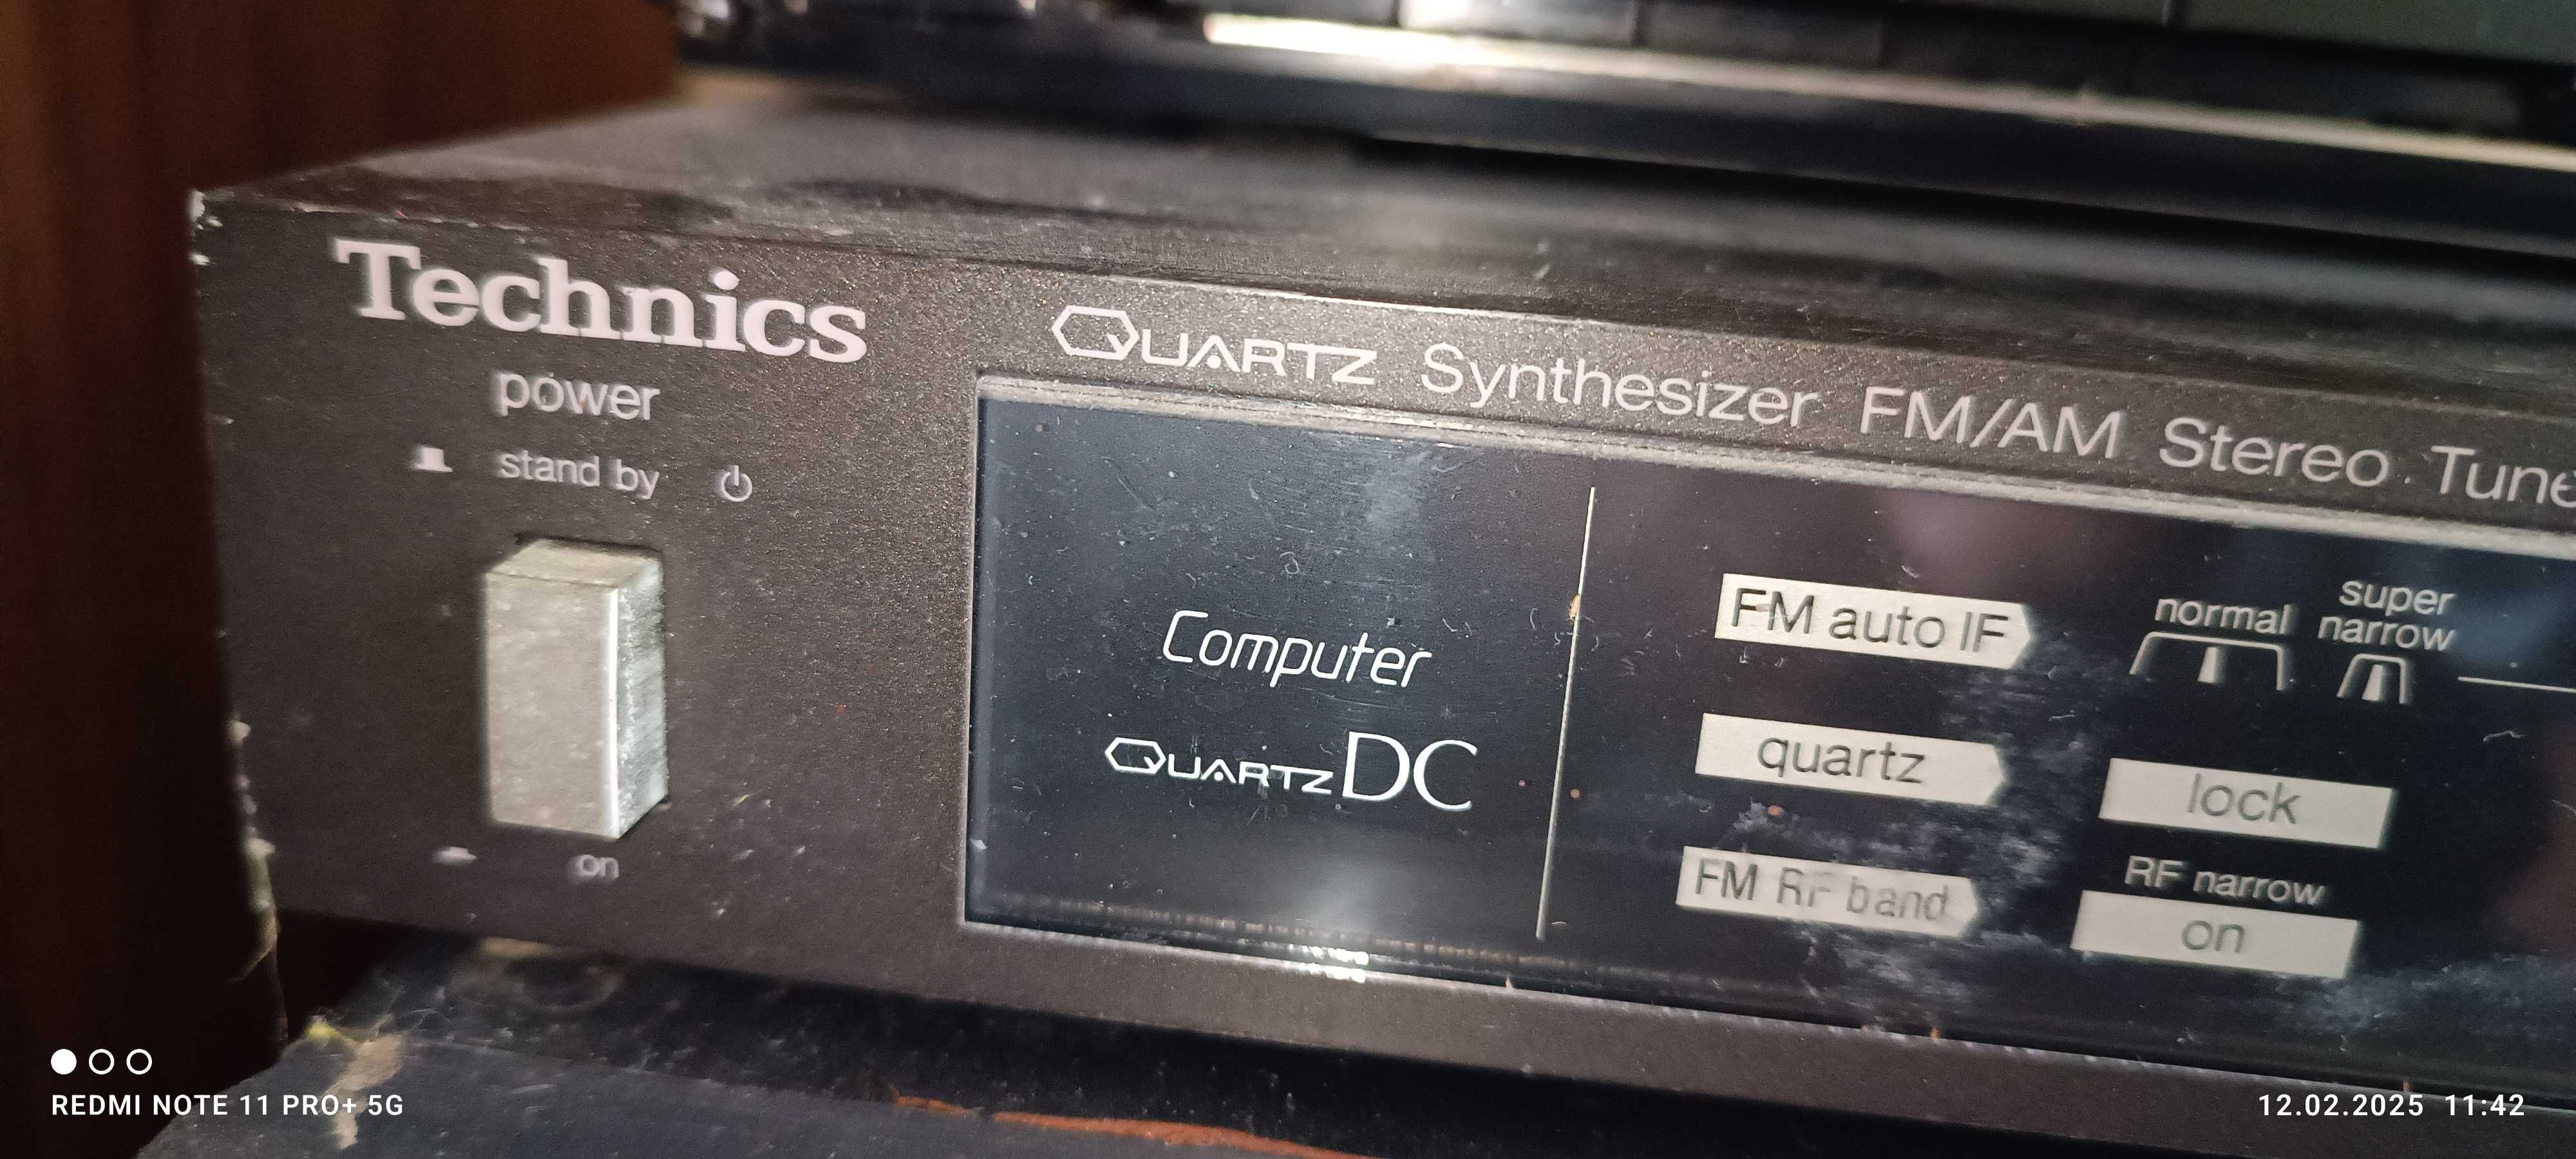 Technics
QUARTZ Synthesizer FM/AM Stereo Tune
power
stand by
on
Computer
QUARTZ DC
FM auto IF
normal
super
narrow
quartz
lock
FM RF band
RF narrow
on
REDMI NOTE 11 PRO+ 5G
12.02.2025 11:42